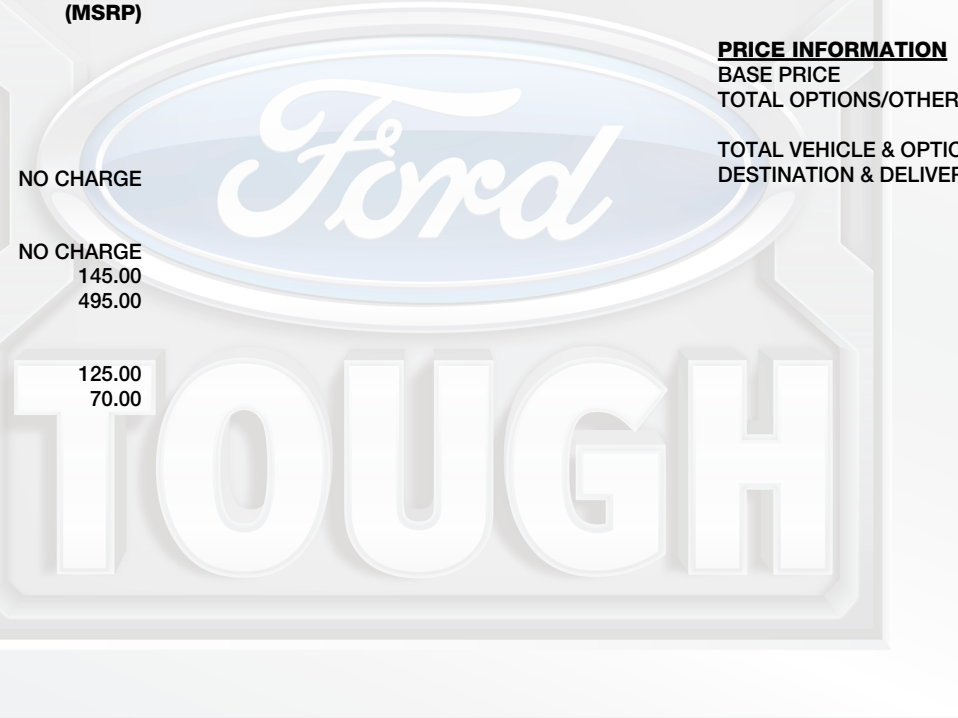 (MSRP)
NO CHARGE
NO CHARGE
145.00
495.00
125.00
70.00
PRICE INFORMATION
BASE PRICE
TOTAL OPTIONS/OTHER
TOTAL VEHICLE & OPTIO
DESTINATION & DELIVER
Ford
TOUGH